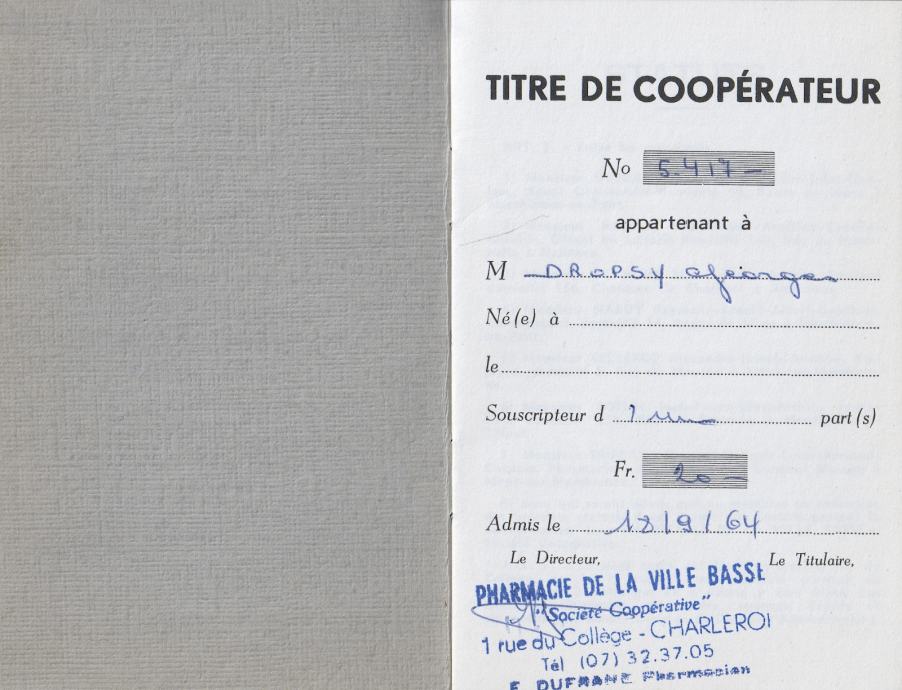 TITRE DE COOPÉRATEUR
No 5.417 —
appartenant à
M DROPSY Georges
Né(e) à
le
Souscripteur d 1 une part(s)
Fr. 20 —
Admis le 18/9/64
Le Directeur, Le Titulaire,
PHARMACIE DE LA VILLE BASSE
"Société Coopérative"
1 rue du Collège - CHARLEROI
Tél (07) 32.37.05
F. DUFRANE Pharmacien